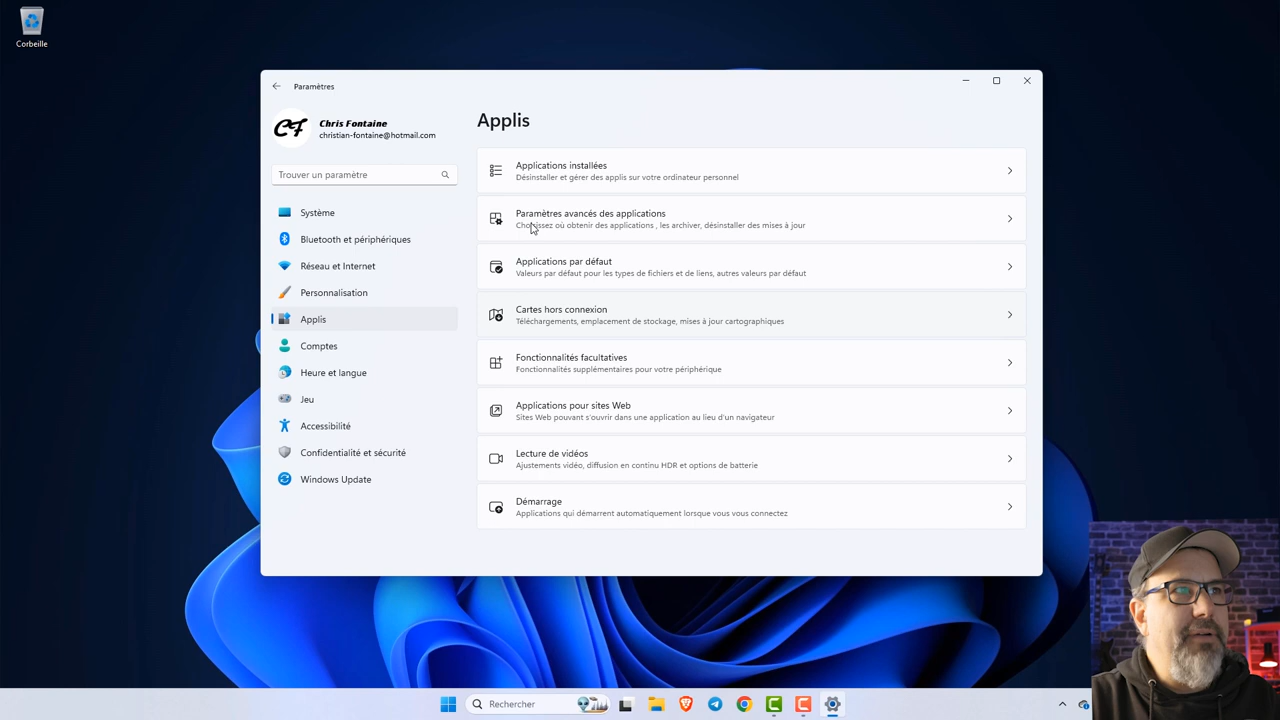 Corbeille
Paramètres
CF
Chris Fontaine
christian-fontaine@hotmail.com
Trouver un paramètre
Système
Bluetooth et périphériques
Réseau et Internet
Personnalisation
Applis
Comptes
Heure et langue
Jeu
Accessibilité
Confidentialité et sécurité
Windows Update
Applis
Applications installées
Désinstaller et gérer des applis sur votre ordinateur personnel
Paramètres avancés des applications
Choisissez où obtenir des applications , les archiver, désinstaller des mises à jour
Applications par défaut
Valeurs par défaut pour les types de fichiers et de liens, autres valeurs par défaut
Cartes hors connexion
Téléchargements, emplacement de stockage, mises à jour cartographiques
Fonctionnalités facultatives
Fonctionnalités supplémentaires pour votre périphérique
Applications pour sites Web
Sites Web pouvant s'ouvrir dans une application au lieu d'un navigateur
Lecture de vidéos
Ajustements vidéo, diffusion en continu HDR et options de batterie
Démarrage
Applications qui démarrent automatiquement lorsque vous vous connectez
Rechercher